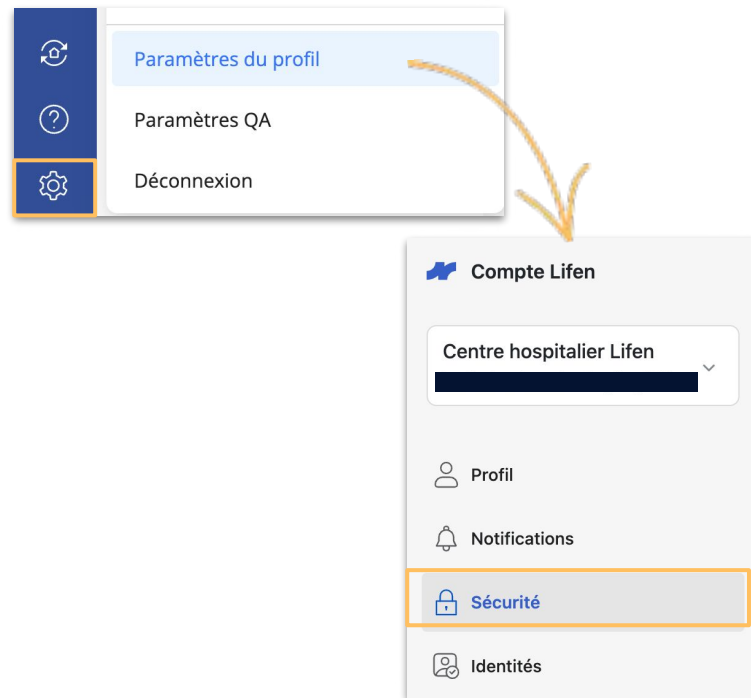 Paramètres du profil
Paramètres QA
Déconnexion
Compte Lifen
Centre hospitalier Lifen
Profil
Notifications
Sécurité
Identités